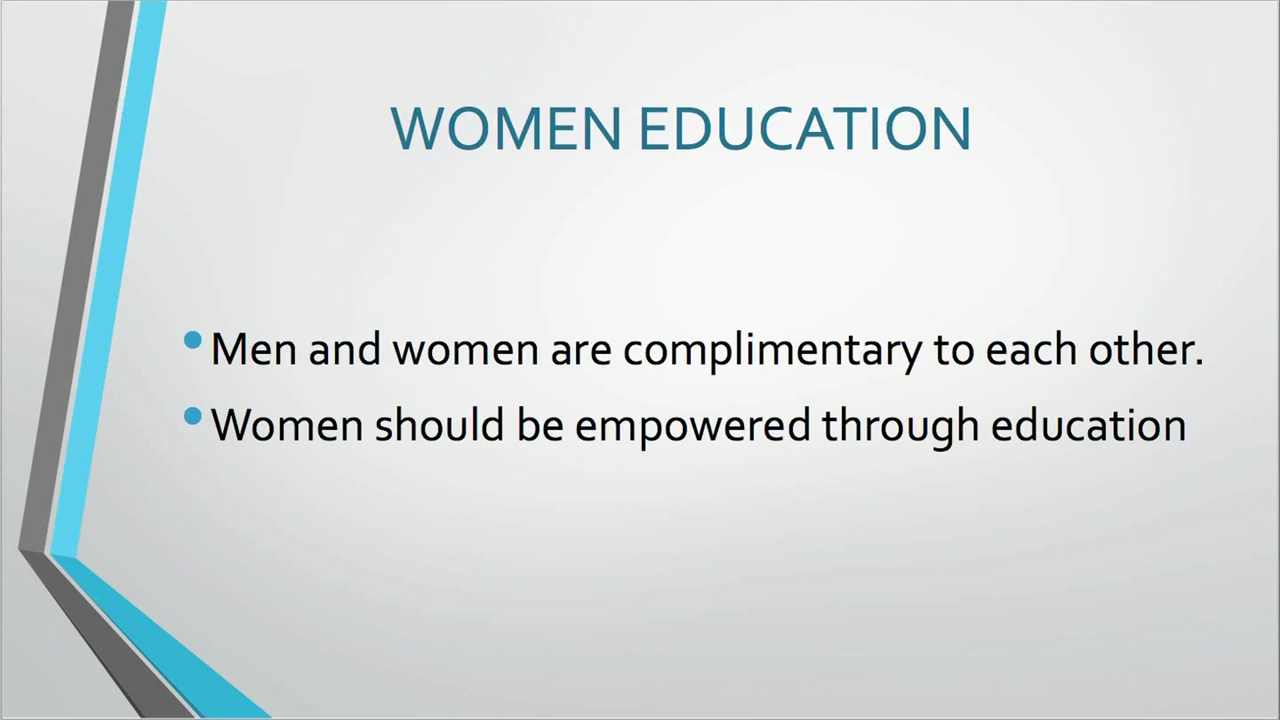 WOMEN EDUCATION
• Men and women are complimentary to each other.
• Women should be empowered through education